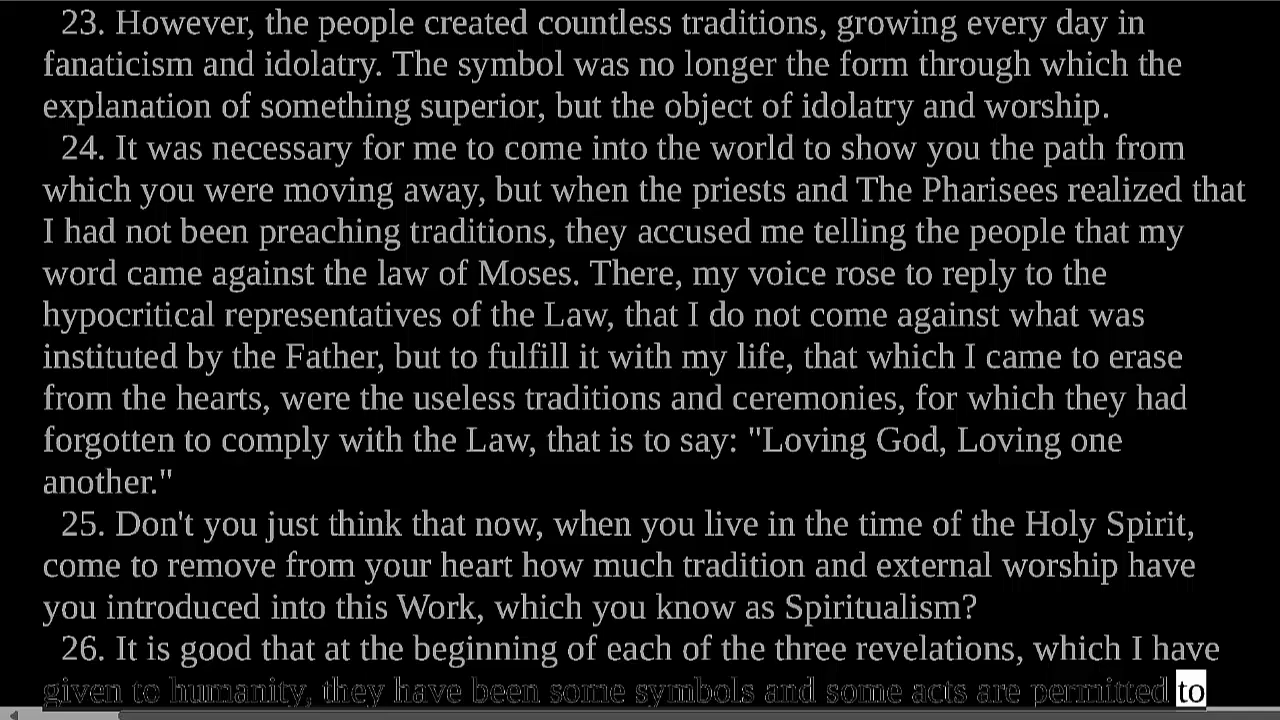 23. However, the people created countless traditions, growing every day in
fanaticism and idolatry. The symbol was no longer the form through which the
explanation of something superior, but the object of idolatry and worship.
24. It was necessary for me to come into the world to show you the path from
which you were moving away, but when the priests and The Pharisees realized that
I had not been preaching traditions, they accused me telling the people that my
word came against the law of Moses. There, my voice rose to reply to the
hypocritical representatives of the Law, that I do not come against what was
instituted by the Father, but to fulfill it with my life, that which I came to erase
from the hearts, were the useless traditions and ceremonies, for which they had
forgotten to comply with the Law, that is to say: "Loving God, Loving one
another."
25. Don't you just think that now, when you live in the time of the Holy Spirit,
come to remove from your heart how much tradition and external worship have
you introduced into this Work, which you know as Spiritualism?
26. It is good that at the beginning of each of the three revelations, which I have
given to humanity, they have been some symbols and some acts are permitted to